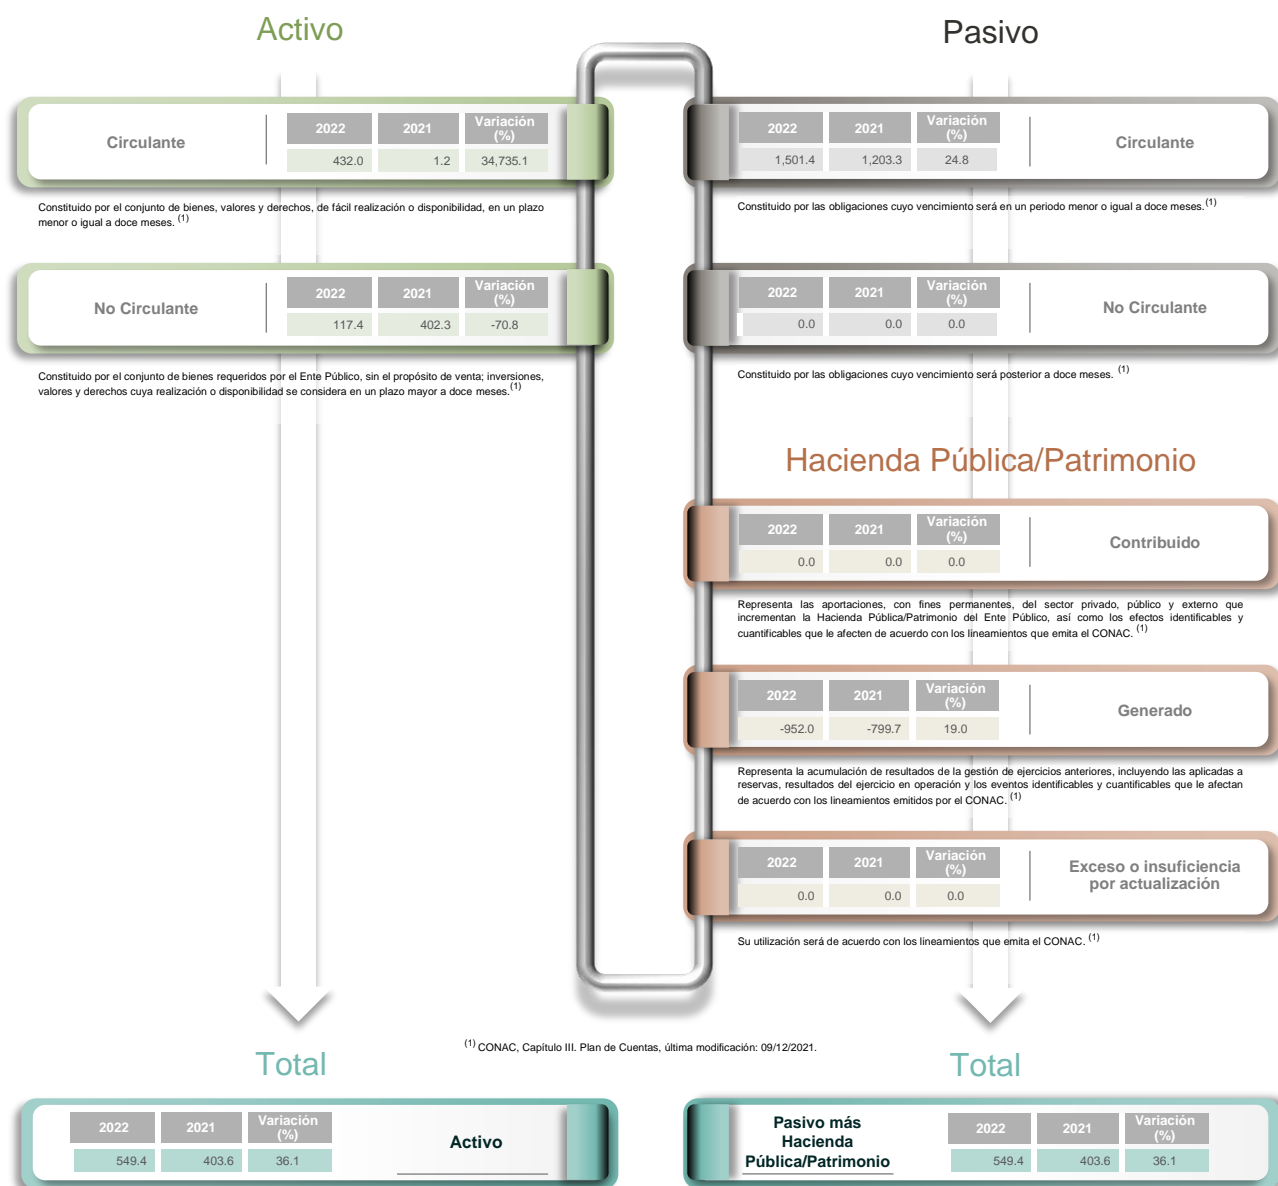 Activo
Circulante
2022 2021 Variación (%)
432.0 1.2 34,735.1
Constituido por el conjunto de bienes, valores y derechos, de fácil realización o disponibilidad, en un plazo
menor o igual a doce meses. (1)
No Circulante
2022 2021 Variación (%)
117.4 402.3 -70.8
Constituido por el conjunto de bienes requeridos por el Ente Público, sin el propósito de venta; inversiones,
valores y derechos cuya realización o disponibilidad se considera en un plazo mayor a doce meses. (1)
Pasivo
2022 2021 Variación (%)
1,501.4 1,203.3 24.8
Circulante
Constituido por las obligaciones cuyo vencimiento será en un periodo menor o igual a doce meses. (1)
2022 2021 Variación (%)
0.0 0.0 0.0
No Circulante
Constituido por las obligaciones cuyo vencimiento será posterior a doce meses. (1)
Hacienda Pública/Patrimonio
2022 2021 Variación (%)
0.0 0.0 0.0
Contribuido
Representa las aportaciones, con fines permanentes, del sector privado, público y externo que
incrementan la Hacienda Pública/Patrimonio del Ente Público, así como los efectos identificables y
cuantificables que le afecten de acuerdo con los lineamientos que emita el CONAC. (1)
2022 2021 Variación (%)
-952.0 -799.7 19.0
Generado
Representa la acumulación de resultados de la gestión de ejercicios anteriores, incluyendo las aplicadas a
reservas, resultados del ejercicio en operación y los eventos identificables y cuantificables que le afectan
de acuerdo con los lineamientos emitidos por el CONAC. (1)
2022 2021 Variación (%)
0.0 0.0 0.0
Exceso o insuficiencia
por actualización
Su utilización será de acuerdo con los lineamientos que emita el CONAC. (1)
(1) CONAC, Capítulo III. Plan de Cuentas, última modificación: 09/12/2021.
Total
2022 2021 Variación (%)
549.4 403.6 36.1
Activo
Total
Pasivo más
Hacienda
Pública/Patrimonio
2022 2021 Variación (%)
549.4 403.6 36.1